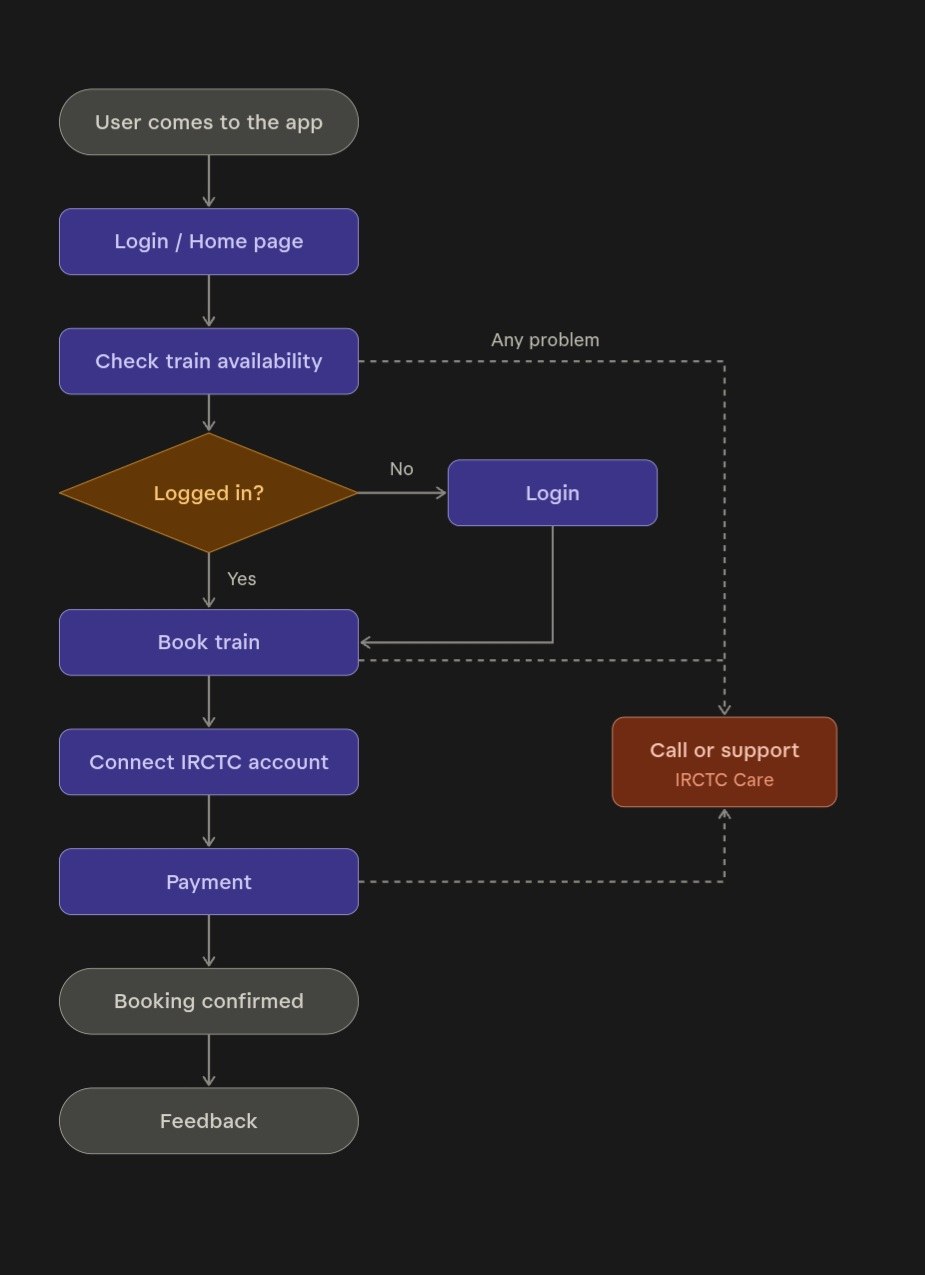 User comes to the app
Login / Home page
Any problem
Check train availability
No
Logged in?
Login
Yes
Book train
Call or support
Connect IRCTC account
IRCTC Care
Payment
Booking confirmed
Feedback